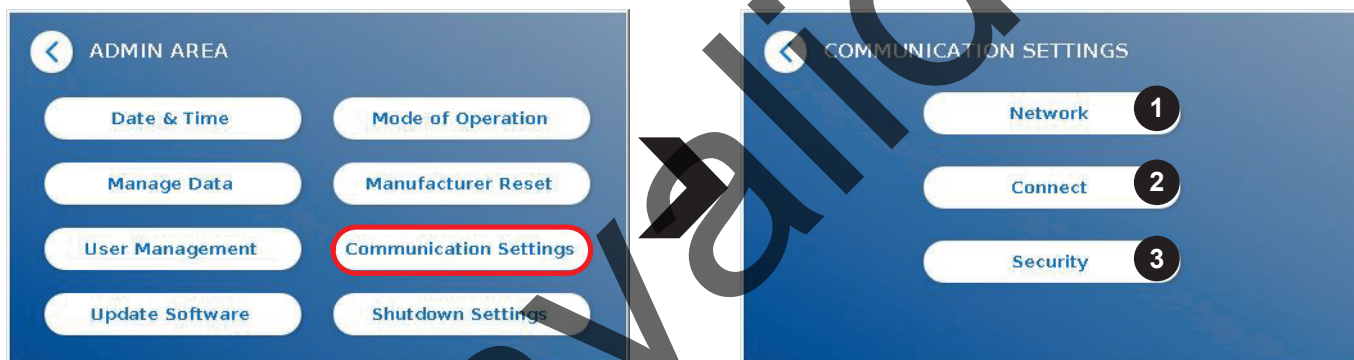 ADMIN AREA
Date & Time
Mode of Operation
Manage Data
Manufacturer Reset
User Management
Communication Settings
Update Software
Shutdown Settings
COMMUNICATION SETTINGS
Network 1
Connect 2
Security 3